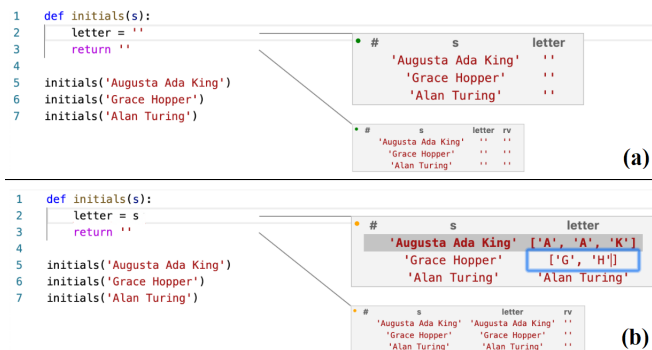 1 def initials(s):
2 letter = ''
3 return ''
4
5 initials('Augusta Ada King')
6 initials('Grace Hopper')
7 initials('Alan Turing')
# s letter
'Augusta Ada King' ''
'Grace Hopper' ''
'Alan Turing' ''
# s letter rv
'Augusta Ada King' '' ''
'Grace Hopper' '' ''
'Alan Turing' '' ''
(a)
1 def initials(s):
2 letter = s
3 return ''
4
5 initials('Augusta Ada King')
6 initials('Grace Hopper')
7 initials('Alan Turing')
# s letter
'Augusta Ada King' ['A', 'A', 'K']
'Grace Hopper' ['G', 'H']
'Alan Turing' 'Alan Turing'
# s letter rv
'Augusta Ada King' 'Augusta Ada King' ''
'Grace Hopper' 'Grace Hopper' ''
'Alan Turing' 'Alan Turing' ''
(b)